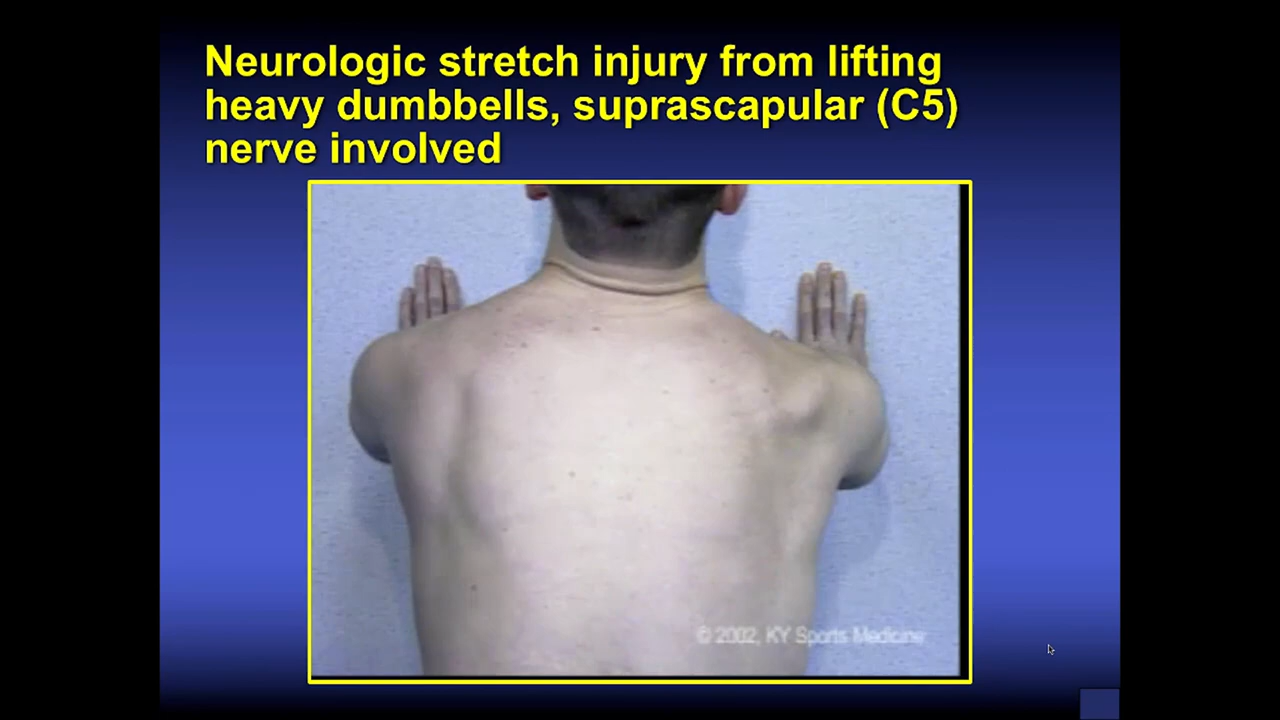 Neurologic stretch injury from lifting
heavy dumbbells, suprascapular (C5)
nerve involved
© 2002, KY Sports Medicine